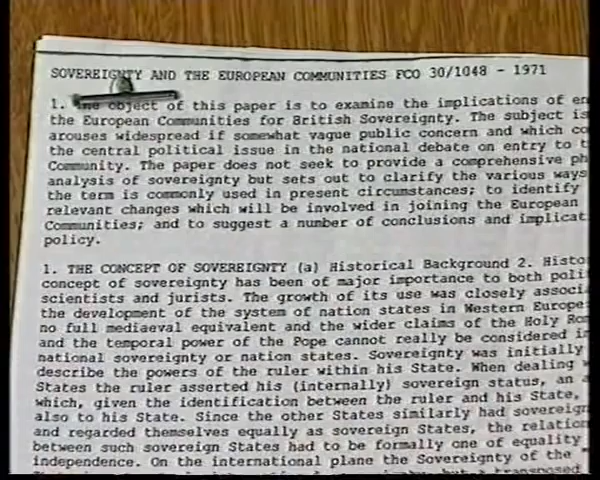 SOVEREIGNTY AND THE EUROPEAN COMMUNITIES FCO 30/1048 - 1971
1. The object of this paper is to examine the implications of en
the European Communities for British Sovereignty. The subject is
arouses widespread if somewhat vague public concern and which co
the central political issue in the national debate on entry to t
Community. The paper does not seek to provide a comprehensive ph
analysis of sovereignty but sets out to clarify the various ways
the term is commonly used in present circumstances; to identify
relevant changes which will be involved in joining the European
Communities; and to suggest a number of conclusions and implicat
policy.
1. THE CONCEPT OF SOVEREIGNTY (a) Historical Background 2. Histo
concept of sovereignty has been of major importance to both poli
scientists and jurists. The growth of its use was closely associ
the development of the system of nation states in Western Europe
no full mediaeval equivalent and the wider claims of the Holy Ro
and the temporal power of the Pope cannot really be considered i
national sovereignty or nation states. Sovereignty was initially
describe the powers of the ruler within his State. When dealing
States the ruler asserted his (internally) sovereign status, an a
which, given the identification between the ruler and his State,
also to his State. Since the other States similarly had sovereign
and regarded themselves equally as sovereign States, the relation
between such sovereign States had to be formally one of equality
independence. On the international plane the Sovereignty of the